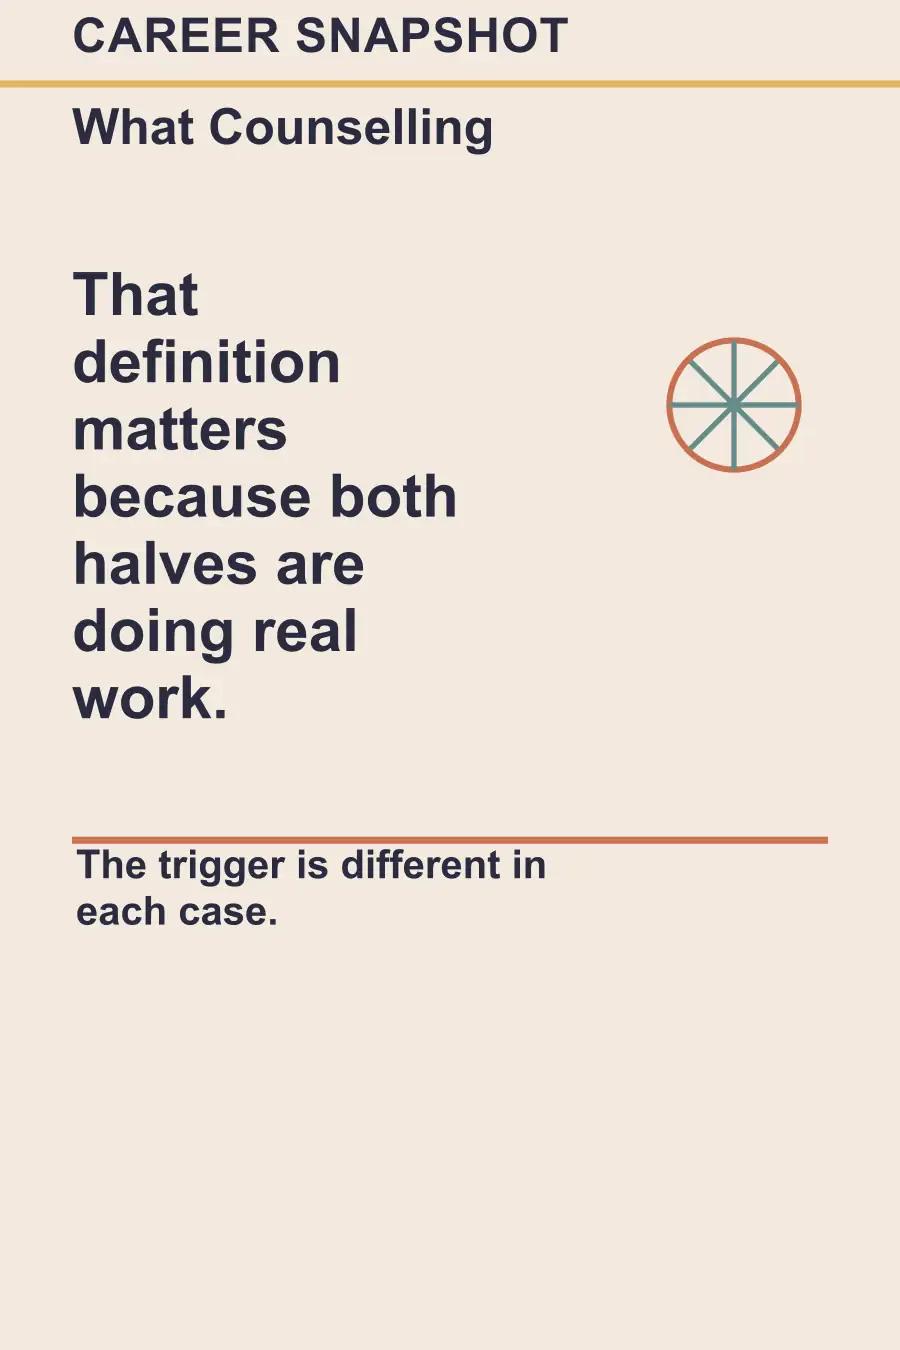 CAREER SNAPSHOT
What Counselling
That
definition
matters
because both
halves are
doing real
work.
The trigger is different in
each case.